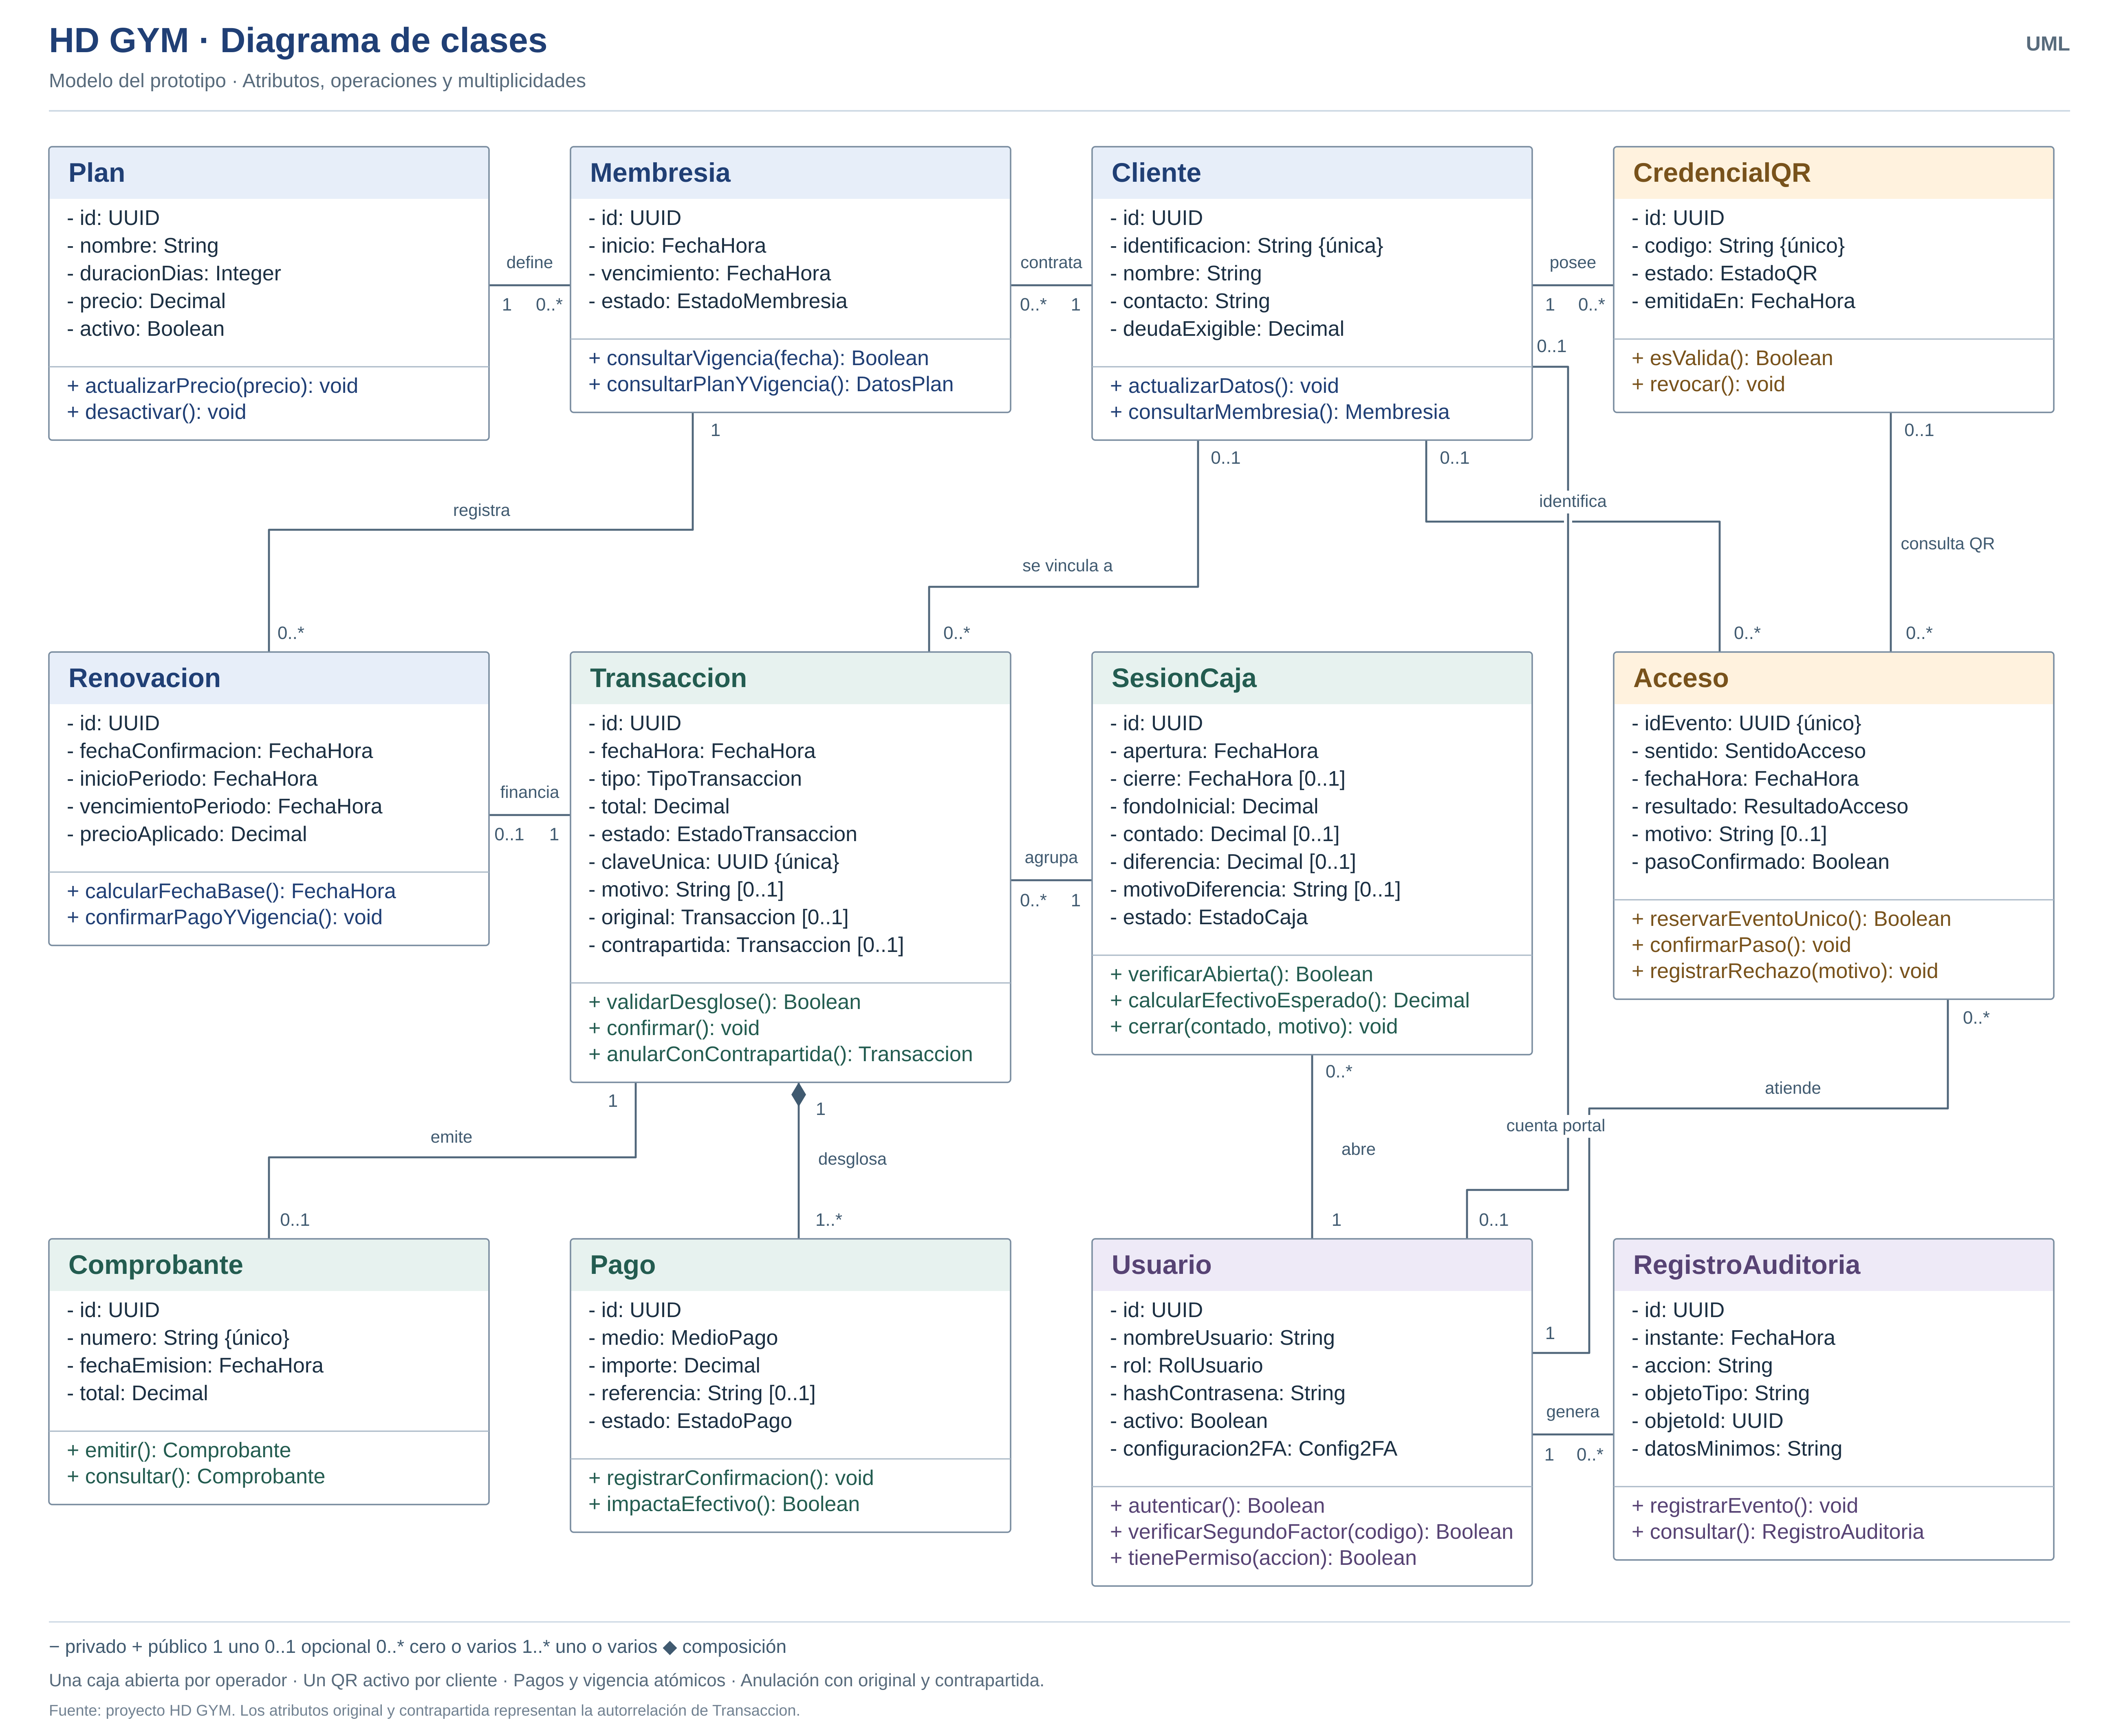 HD GYM · Diagrama de clases
UML
Modelo del prototipo · Atributos, operaciones y multiplicidades
Plan
- id: UUID
- nombre: String
- duracionDias: Integer
- precio: Decimal
- activo: Boolean
+ actualizarPrecio(precio): void
+ desactivar(): void
define
1
0..*
Membresia
- id: UUID
- inicio: FechaHora
- vencimiento: FechaHora
- estado: EstadoMembresia
+ consultarVigencia(fecha): Boolean
+ consultarPlanYVigencia(): DatosPlan
contrata
0..*
1
Cliente
- id: UUID
- identificacion: String {única}
- nombre: String
- contacto: String
- deudaExigible: Decimal
+ actualizarDatos(): void
+ consultarMembresia(): Membresia
posee
1
0..*
0..1
CredencialQR
- id: UUID
- codigo: String {único}
- estado: EstadoQR
- emitidaEn: FechaHora
+ esValida(): Boolean
+ revocar(): void
1
0..1
0..1
0..1
registra
identifica
consulta QR
se vincula a
0..*
0..*
0..*
0..*
Renovacion
- id: UUID
- fechaConfirmacion: FechaHora
- inicioPeriodo: FechaHora
- vencimientoPeriodo: FechaHora
- precioAplicado: Decimal
+ calcularFechaBase(): FechaHora
+ confirmarPagoYVigencia(): void
financia
0..1
1
Transaccion
- id: UUID
- fechaHora: FechaHora
- tipo: TipoTransaccion
- total: Decimal
- estado: EstadoTransaccion
- claveUnica: UUID {única}
- motivo: String [0..1]
- original: Transaccion [0..1]
- contrapartida: Transaccion [0..1]
+ validarDesglose(): Boolean
+ confirmar(): void
+ anularConContrapartida(): Transaccion
agrupa
0..*
1
SesionCaja
- id: UUID
- apertura: FechaHora
- cierre: FechaHora [0..1]
- fondoInicial: Decimal
- contado: Decimal [0..1]
- diferencia: Decimal [0..1]
- motivoDiferencia: String [0..1]
- estado: EstadoCaja
+ verificarAbierta(): Boolean
+ calcularEfectivoEsperado(): Decimal
+ cerrar(contado, motivo): void
Acceso
- idEvento: UUID {único}
- sentido: SentidoAcceso
- fechaHora: FechaHora
- resultado: ResultadoAcceso
- motivo: String [0..1]
- pasoConfirmado: Boolean
+ reservarEventoUnico(): Boolean
+ confirmarPaso(): void
+ registrarRechazo(motivo): void
0..*
0..*
1
1
atiende
emite
cuenta portal
desglosa
abre
0..1
1..*
1
0..1
Comprobante
- id: UUID
- numero: String {único}
- fechaEmision: FechaHora
- total: Decimal
+ emitir(): Comprobante
+ consultar(): Comprobante
Pago
- id: UUID
- medio: MedioPago
- importe: Decimal
- referencia: String [0..1]
- estado: EstadoPago
+ registrarConfirmacion(): void
+ impactaEfectivo(): Boolean
Usuario
- id: UUID
- nombreUsuario: String
- rol: RolUsuario
- hashContrasena: String
- activo: Boolean
- configuracion2FA: Config2FA
+ autenticar(): Boolean
+ verificarSegundoFactor(codigo): Boolean
+ tienePermiso(accion): Boolean
1
genera
1
0..*
RegistroAuditoria
- id: UUID
- instante: FechaHora
- accion: String
- objetoTipo: String
- objetoId: UUID
- datosMinimos: String
+ registrarEvento(): void
+ consultar(): RegistroAuditoria
− privado + público 1 uno 0..1 opcional 0..* cero o varios 1..* uno o varios ◆ composición
Una caja abierta por operador · Un QR activo por cliente · Pagos y vigencia atómicos · Anulación con original y contrapartida.
Fuente: proyecto HD GYM. Los atributos original y contrapartida representan la autorrelación de Transaccion.